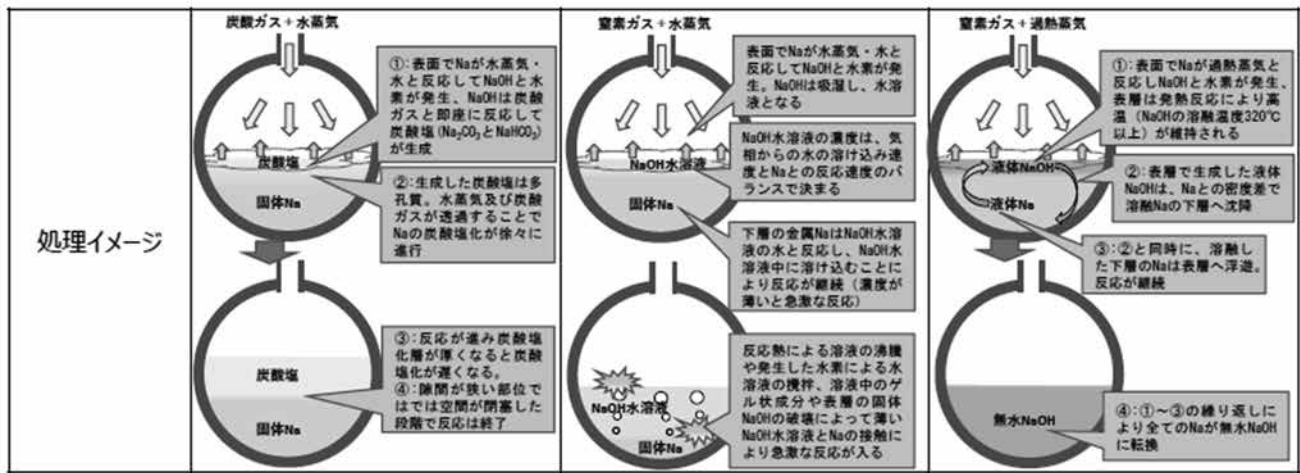 処理イメージ
炭酸ガス+水蒸気
①:表面でNaが水蒸気・
水と反応してNaOHと水
素が発生、NaOHは炭酸
ガスと即座に反応して
炭酸塩(Na₂CO₃とNaHCO₃)
が生成
炭酸塩
固体Na
②:生成した炭酸塩は多
孔質。水蒸気及び炭酸
ガスが透過することで
Naの炭酸塩化が徐々に
進行
炭酸塩
固体Na
③:反応が進み炭酸塩
化層が厚くなると炭酸
塩化が遅くなる。
④:隙間が狭い部位で
はでは空間が閉塞した
段階で反応は終了
窒素ガス+水蒸気
表面でNaが水蒸気・水と
反応してNaOHと水素が発
生。NaOHは吸湿し、水溶
液となる
NaOH水溶液
固体Na
NaOH水溶液の濃度は、気
相からの水の溶け込み速
度とNaとの反応速度のバ
ランスで決まる
下層の金属NaはNaOH水溶
液の水と反応し、NaOH水
溶液中に溶け込むことに
より反応が継続(濃度が
薄いと急激な反応)
NaOH水溶液
固体Na
反応熱による溶液の沸騰
や発生した水素による水
溶液の攪拌、溶液中のゲ
ル状成分や表層の固体
NaOHの破壊によって薄い
NaOH水溶液とNaの接触に
より急激な反応が入る
窒素ガス+過熱蒸気
①:表面でNaが過熱蒸気と
反応しNaOHと水素が発生、
表層は発熱反応により高
温(NaOHの溶融温度320℃
以上)が維持される
液体NaOH
液体Na
②:表層で生成した液体
NaOHは、Naとの密度差で
溶融Naの下層へ沈降
③:②と同時に、溶融し
た下層のNaは表層へ浮遊。
反応が継続
無水NaOH
④:①~③の繰り返しに
より全てのNaが無水NaOH
に転換